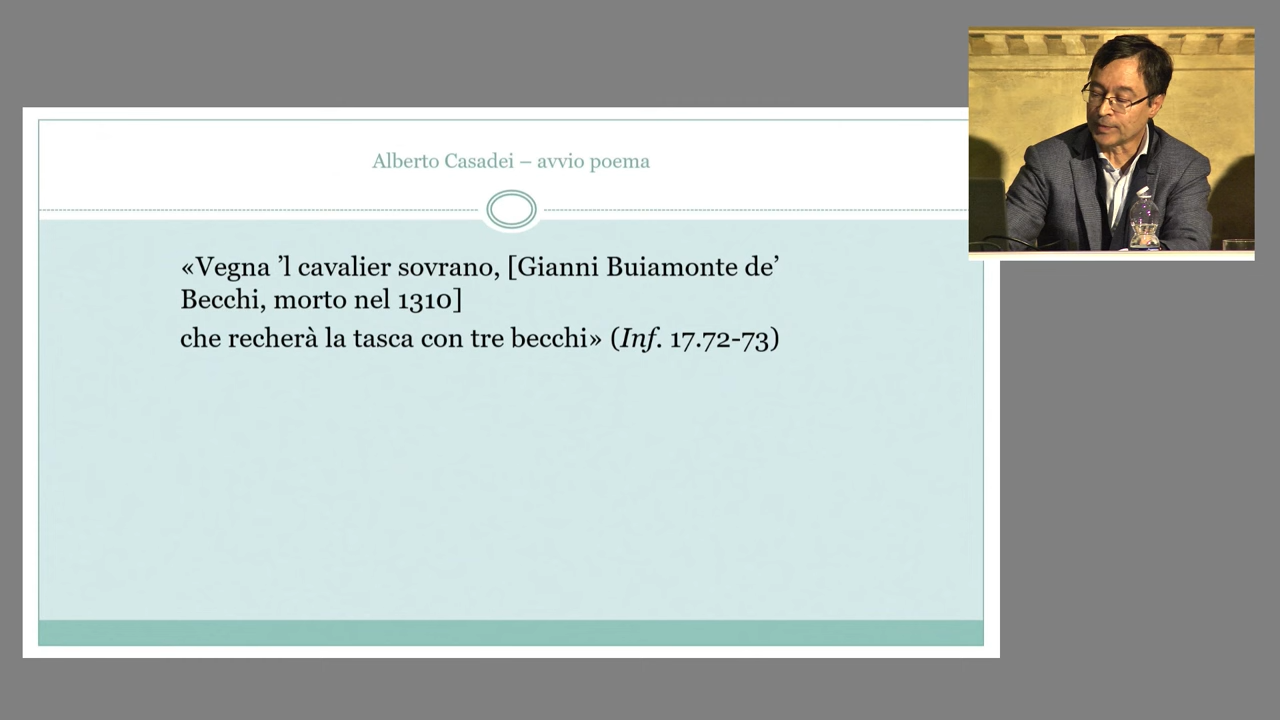 Alberto Casadei – avvio poema
«Vegna ’l cavalier sovrano, [Gianni Buiamonte de’
Becchi, morto nel 1310]
che recherà la tasca con tre becchi» (Inf. 17.72-73)